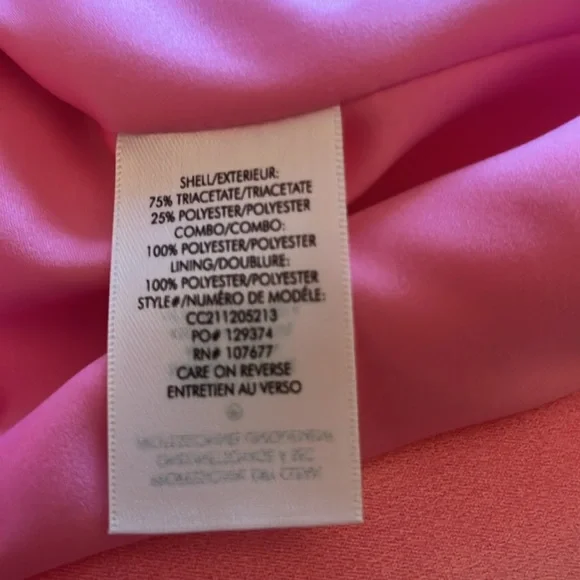 SHELL/EXTERIEUR:
75% TRIACETATE/TRIACETATE
25% POLYESTER/POLYESTER
COMBO/COMBO:
100% POLYESTER/POLYESTER
LINING/DOUBLURE:
100% POLYESTER/POLYESTER
STYLE#/NUMÉRO DE MODÈLE:
CC211205213
PO# 129374
RN# 107677
CARE ON REVERSE
ENTRETIEN AU VERSO